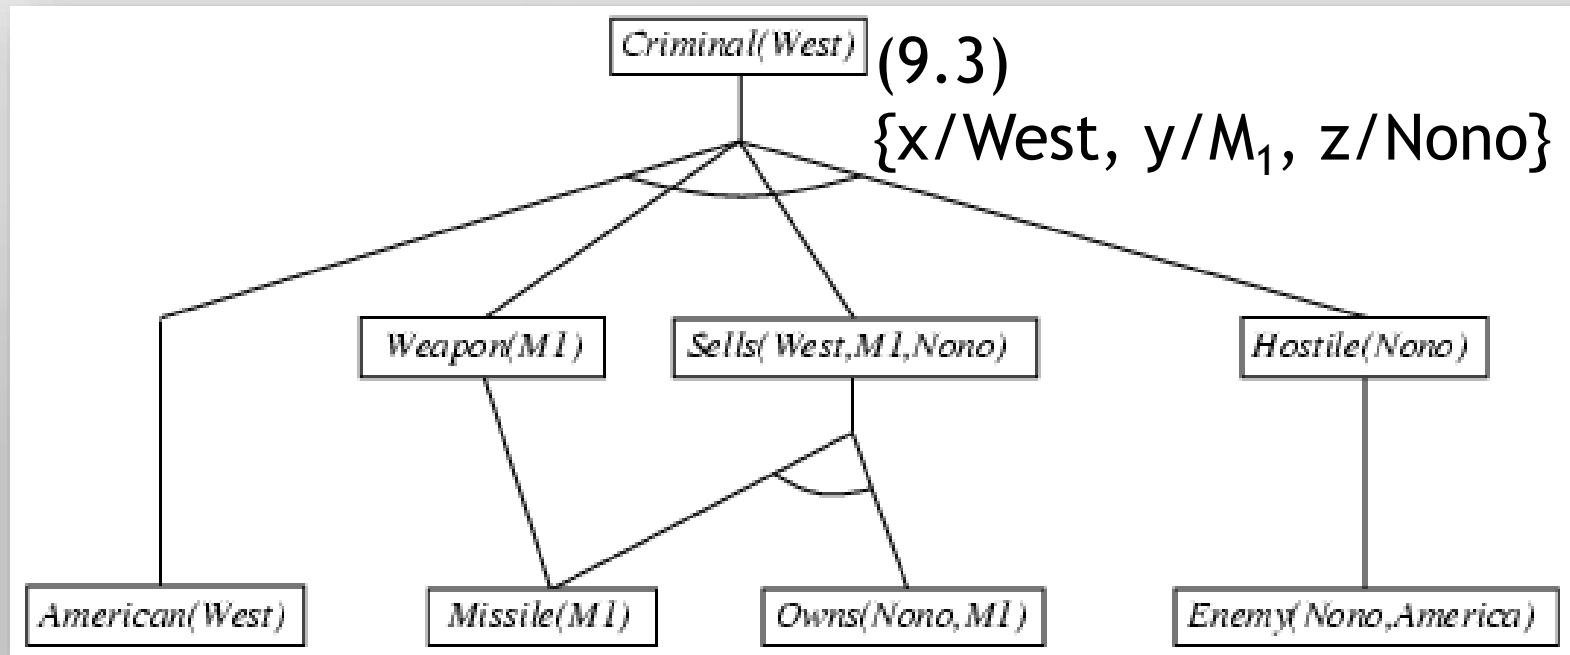 Criminal(West) (9.3)
{x/West, y/M₁, z/Nono}
Weapon(M1) Sells(West,M1,Nono) Hostile(Nono)
American(West) Missile(M1) Owns(Nono,M1) Enemy(Nono,America)